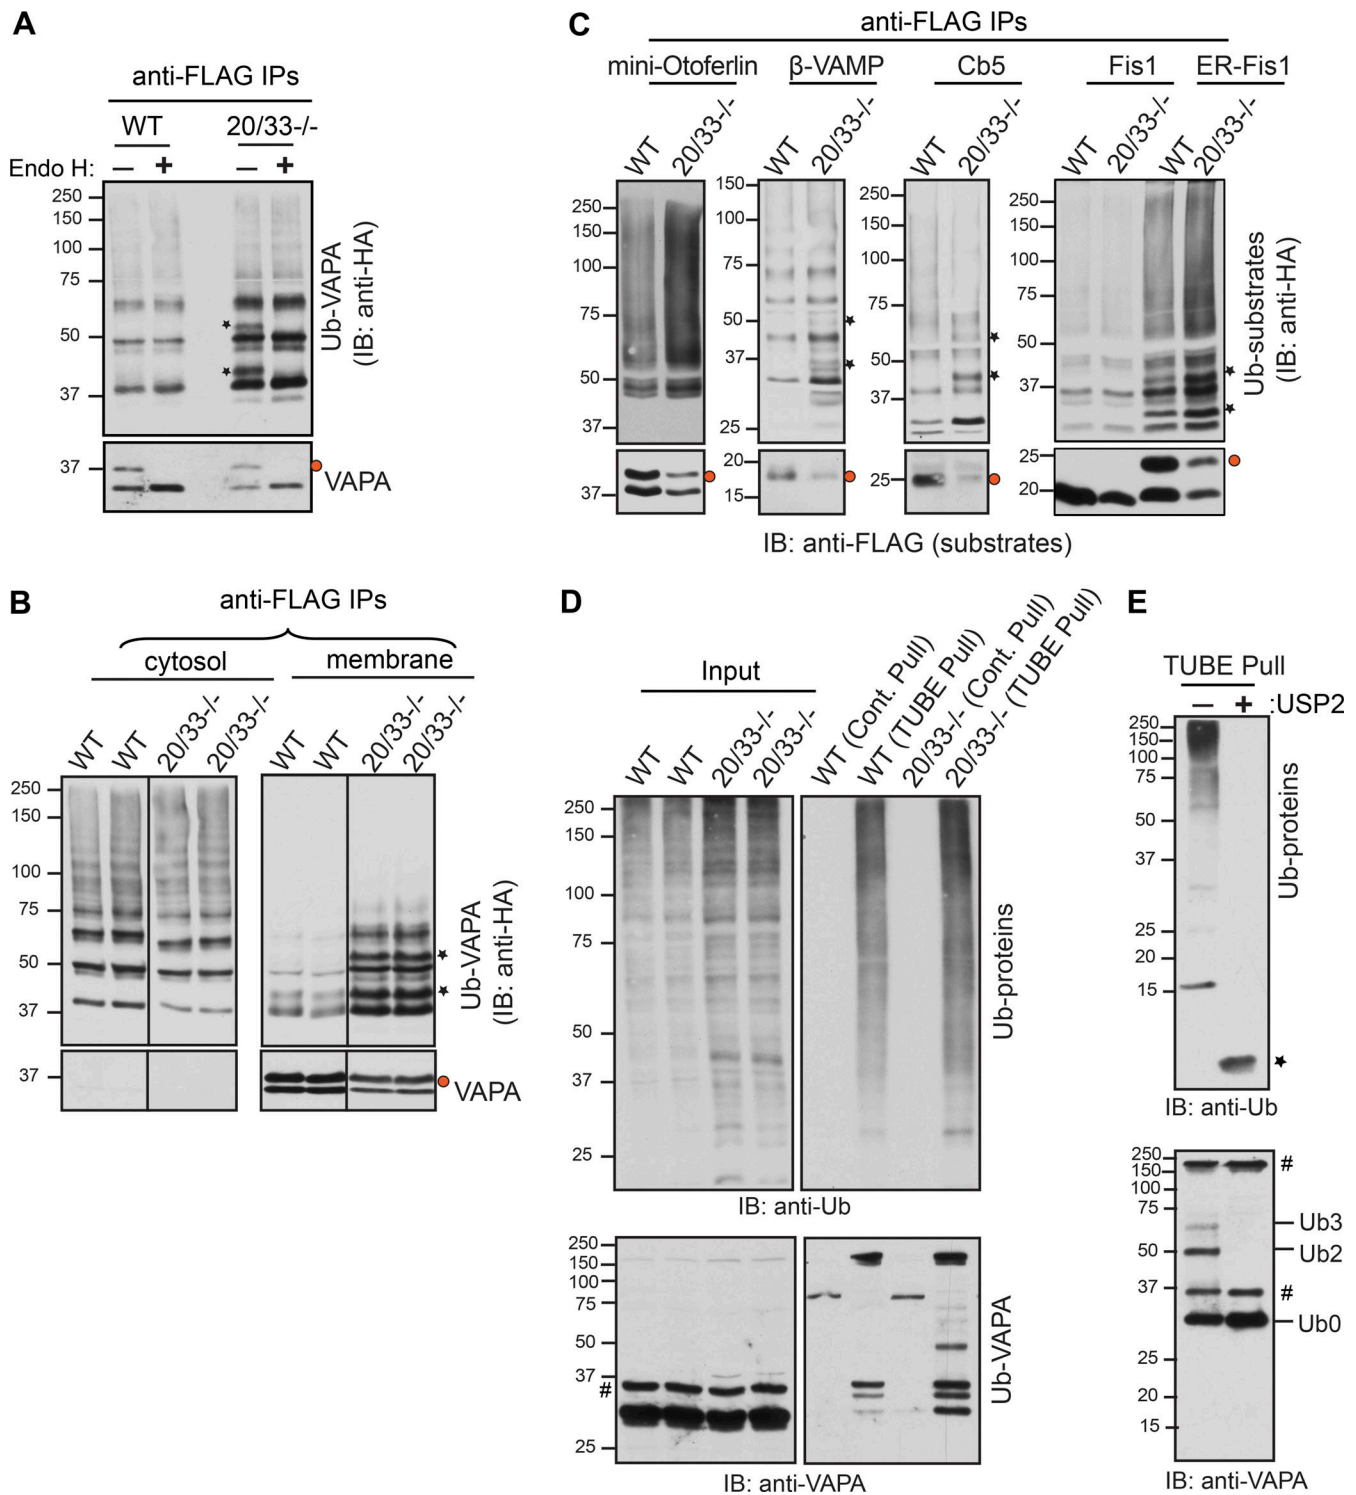 A
anti-FLAG IPs
WT 20/33-/-
Endo H: – + – +
250
150
100
75
50
37
Ub-VAPA
(IB: anti-HA)
37
VAPA
B
anti-FLAG IPs
cytosol membrane
WT WT 20/33-/- 20/33-/- WT WT 20/33-/- 20/33-/-
250
150
100
75
50
37
Ub-VAPA
(IB: anti-HA)
37
VAPA
C
anti-FLAG IPs
mini-Otoferlin β-VAMP Cb5 Fis1 ER-Fis1
WT 20/33-/- WT 20/33-/- WT 20/33-/- WT 20/33-/- WT 20/33-/-
250
150
100
75
50
37
37
150
100
75
50
37
25
20
15
250
150
100
75
50
37
25
250
150
100
75
50
37
25
20
Ub-substrates
(IB: anti-HA)
IB: anti-FLAG (substrates)
D
Input
WT WT 20/33-/- 20/33-/- WT (Cont. Pull) WT (TUBE Pull) 20/33-/- (Cont. Pull) 20/33-/- (TUBE Pull)
250
150
100
75
50
37
25
Ub-proteins
IB: anti-Ub
250
150
100
75
50
37
#
25
Ub-VAPA
IB: anti-VAPA
E
TUBE Pull
– + :USP2
250
150
100
75
50
37
25
20
15
Ub-proteins
IB: anti-Ub
250
150
100
75
50
37
25
20
15
#
Ub3
Ub2
#
Ub0
IB: anti-VAPA